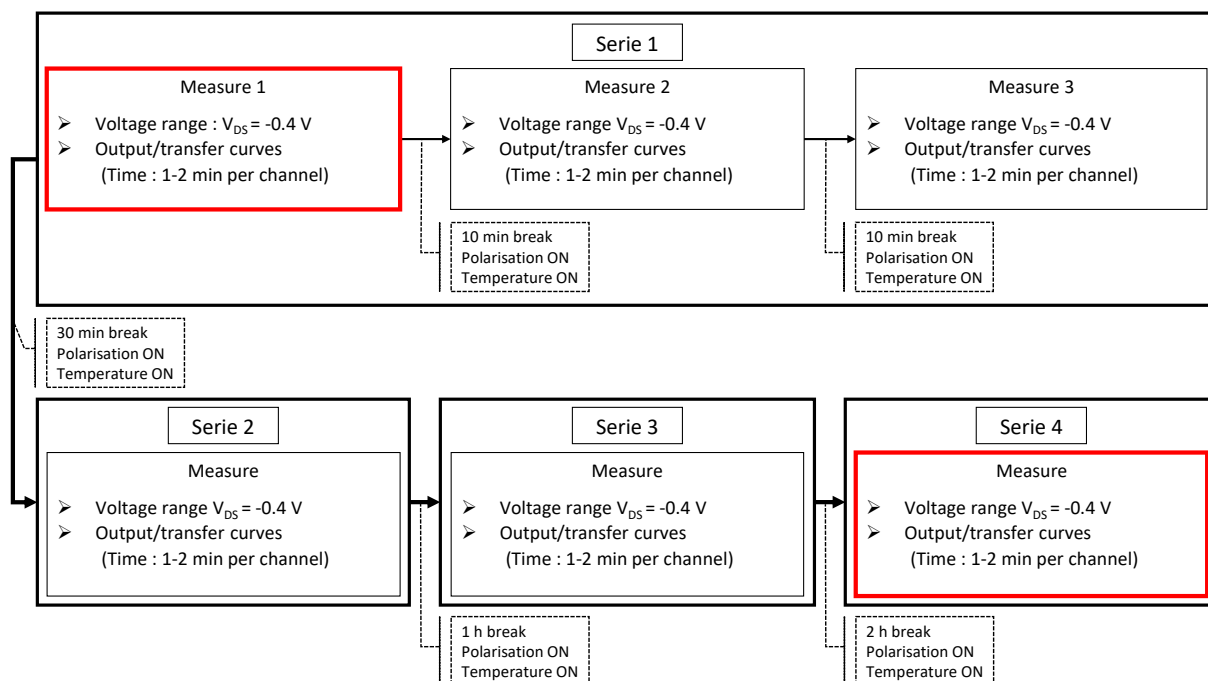 Serie 1
Measure 1
➢ Voltage range : V_DS = -0.4 V
➢ Output/transfer curves
(Time : 1-2 min per channel)
Measure 2
➢ Voltage range V_DS = -0.4 V
➢ Output/transfer curves
(Time : 1-2 min per channel)
Measure 3
➢ Voltage range V_DS = -0.4 V
➢ Output/transfer curves
(Time : 1-2 min per channel)
10 min break
Polarisation ON
Temperature ON
10 min break
Polarisation ON
Temperature ON
30 min break
Polarisation ON
Temperature ON
Serie 2
Measure
➢ Voltage range V_DS = -0.4 V
➢ Output/transfer curves
(Time : 1-2 min per channel)
Serie 3
Measure
➢ Voltage range V_DS = -0.4 V
➢ Output/transfer curves
(Time : 1-2 min per channel)
Serie 4
Measure
➢ Voltage range V_DS = -0.4 V
➢ Output/transfer curves
(Time : 1-2 min per channel)
1 h break
Polarisation ON
Temperature ON
2 h break
Polarisation ON
Temperature ON